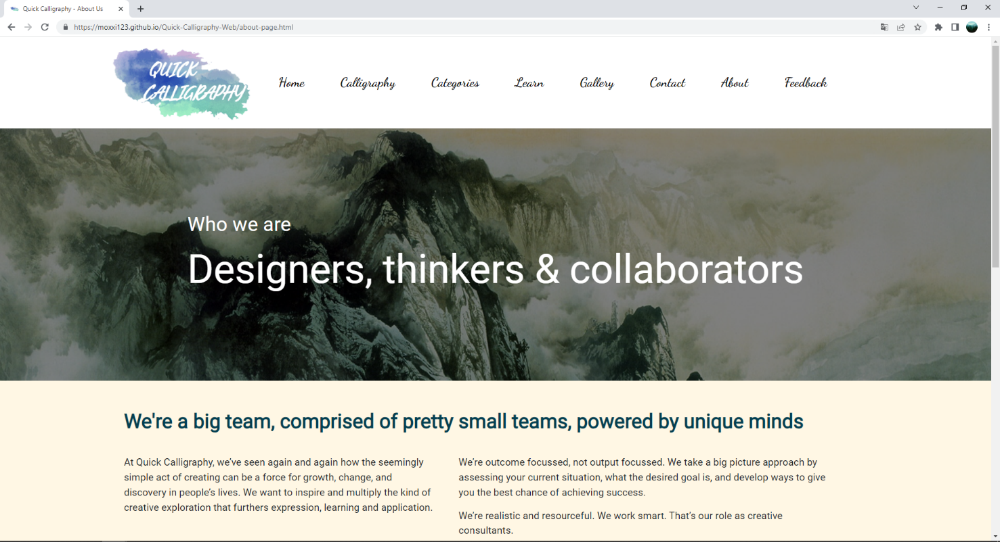 Quick Calligraphy - About Us
https://moxxi123.github.io/Quick-Calligraphy-Web/about-page.html
QUICK
CALLIGRAPHY
Home Calligraphy Categories Learn Gallery Contact About Feedback
Who we are
Designers, thinkers & collaborators
We're a big team, comprised of pretty small teams, powered by unique minds
At Quick Calligraphy, we’ve seen again and again how the seemingly
simple act of creating can be a force for growth, change, and
discovery in people’s lives. We want to inspire and multiply the kind of
creative exploration that furthers expression, learning and application.
We’re outcome focussed, not output focussed. We take a big picture approach by
assessing your current situation, what the desired goal is, and develop ways to give
you the best chance of achieving success.
We’re realistic and resourceful. We work smart. That’s our role as creative
consultants.